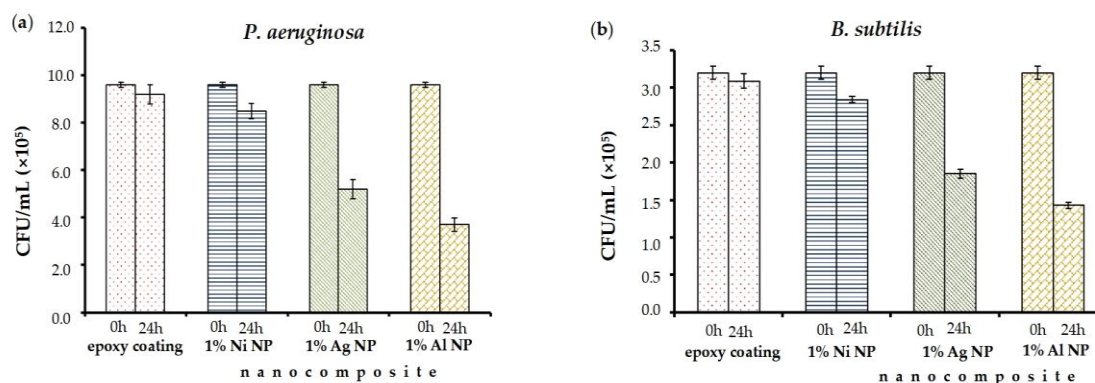 (a)
P. aeruginosa
12.0
10.0
8.0
6.0
4.0
2.0
0.0
CFU/mL (×10⁵)
0h 24h 0h 24h 0h 24h 0h 24h
epoxy coating 1% Ni NP 1% Ag NP 1% Al NP
nanocomposite
(b)
B. subtilis
3.5
3.0
2.5
2.0
1.5
1.0
0.5
0.0
CFU/mL (×10⁵)
0h 24h 0h 24h 0h 24h 0h 24h
epoxy coating 1% Ni NP 1% Ag NP 1% Al NP
nanocomposite